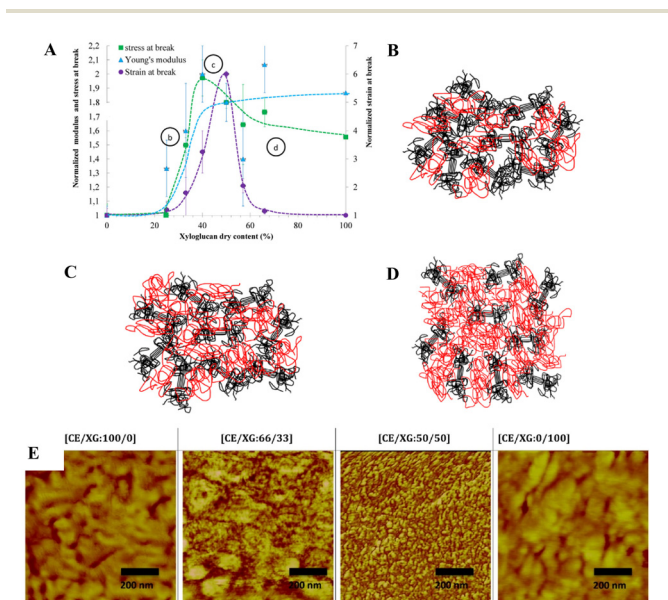 A
stress at break
Young's modulus
Strain at break
Normalized modulus and stress at break
2,2
2,1
2
1,9
1,8
1,7
1,6
1,5
1,4
1,3
1,2
1,1
1
7
6
5
4
3
2
1
Normalized strain at break
b
c
d
0
20
40
60
80
100
Xyloglucan dry content (%)
B
C
D
E
[CE/XG:100/0]
[CE/XG:66/33]
[CE/XG:50/50]
[CE/XG:0/100]
200 nm
200 nm
200 nm
200 nm